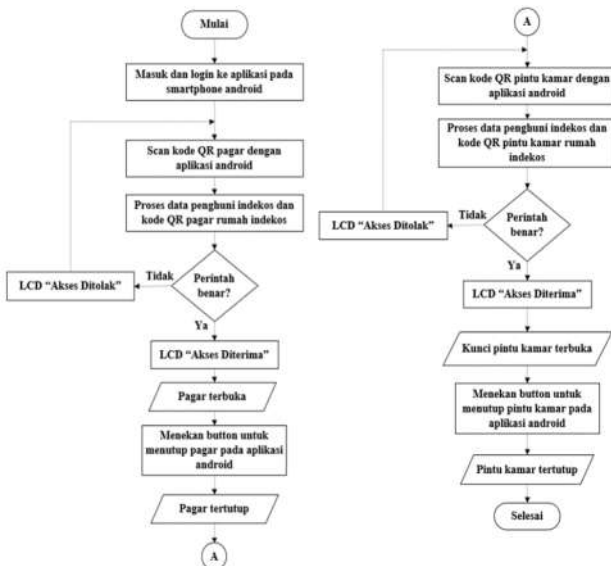 Mulai
Masuk dan login ke aplikasi pada
smartphone android
Scan kode QR pagar dengan
aplikasi android
Proses data penghuni indekos dan
kode QR pagar rumah indekos
Perintah
benar?
Tidak
LCD “Akses Ditolak”
Ya
LCD “Akses Diterima”
Pagar terbuka
Menekan button untuk
menutup pagar pada aplikasi
android
Pagar tertutup
A
A
Scan kode QR pintu kamar dengan
aplikasi android
Proses data penghuni indekos dan
kode QR pintu kamar rumah
indekos
Perintah
benar?
Tidak
LCD “Akses Ditolak”
Ya
LCD “Akses Diterima”
Kunci pintu kamar terbuka
Menekan button untuk
menutup pintu kamar pada
aplikasi android
Pintu kamar tertutup
Selesai